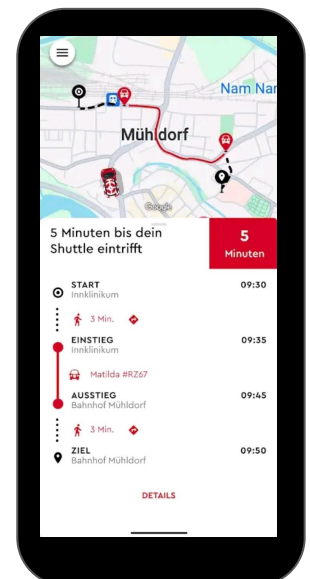 Nam Nar
Mühldorf
Google
5 Minuten bis dein
Shuttle eintrifft
5
Minuten
START
09:30
Innklinikum
3 Min.
EINSTIEG
09:35
Innklinikum
Matilda #RZ67
AUSSTIEG
09:45
Bahnhof Mühldorf
3 Min.
ZIEL
09:50
Bahnhof Mühldorf
DETAILS